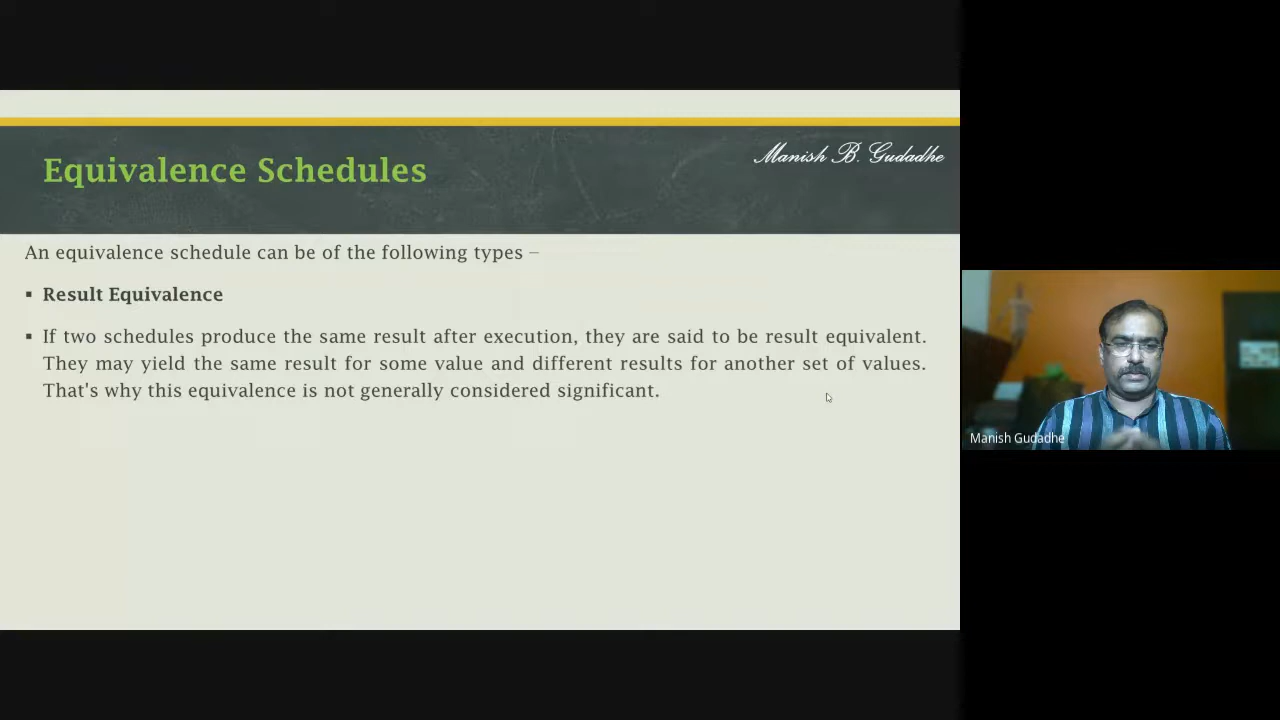 Equivalence Schedules
Manish B. Gudadhe
An equivalence schedule can be of the following types –
▪ Result Equivalence
▪ If two schedules produce the same result after execution, they are said to be result equivalent.
They may yield the same result for some value and different results for another set of values.
That's why this equivalence is not generally considered significant.
Manish Gudadhe